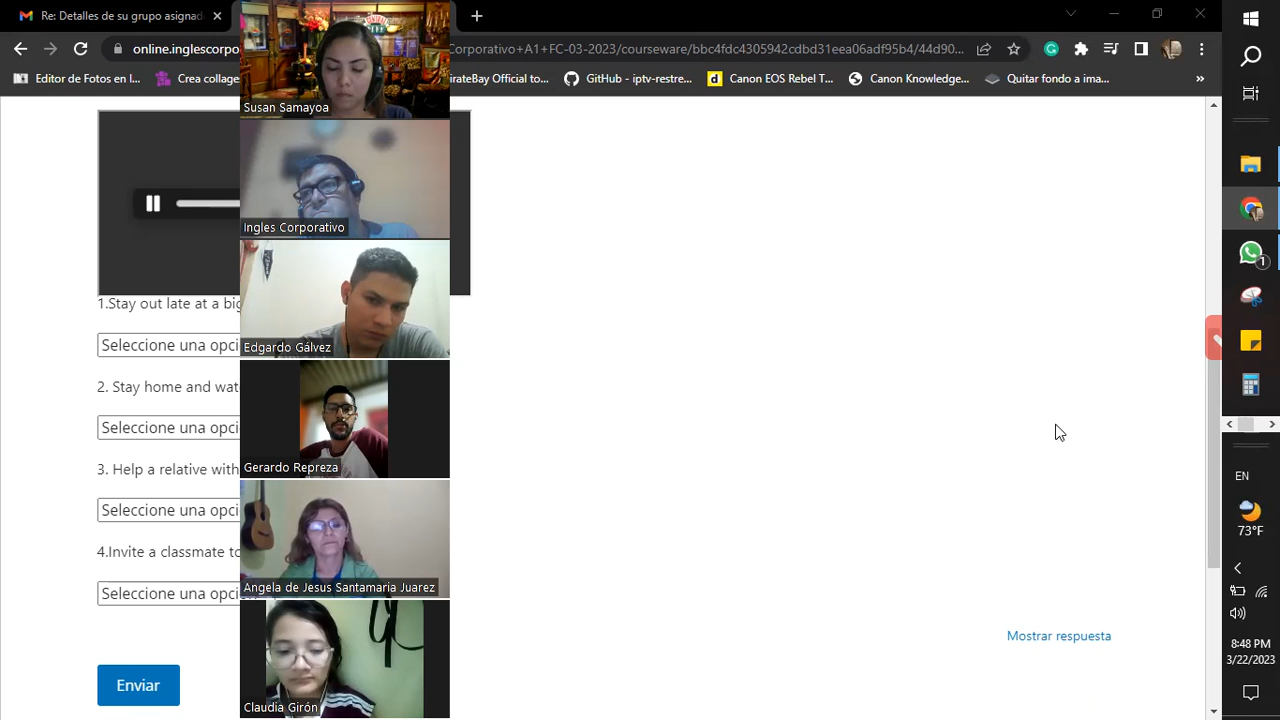 Re: Detalles de grupo asignad
online.inglescorpo
Corporativo+A1+FC-03-2023/courseware/bbc4fdc4305942cdbcb31eea06adf95b4/44d90...
Editor de Fotos en l...
Crea collage
irateBay Official to...
GitHub - iptv-restre...
Canon EOS Rebel T...
Canon Knowledge...
Quitar fondo a ima...
CENTRAL
Susan Samayoa
Ingles Corporativo
Edgardo Gálvez
Gerardo Repreza
Angela de Jesus Santamaria Juarez
Claudia Girón
1.Stay out late at a big
Seleccione una opci
2. Stay home and wat
Seleccione una opci
3. Help a relative with
Seleccione una opci
4.Invite a classmate to
Seleccione una opci
Mostrar respuesta
Enviar
1
EN
73°F
8:48 PM
3/22/2023